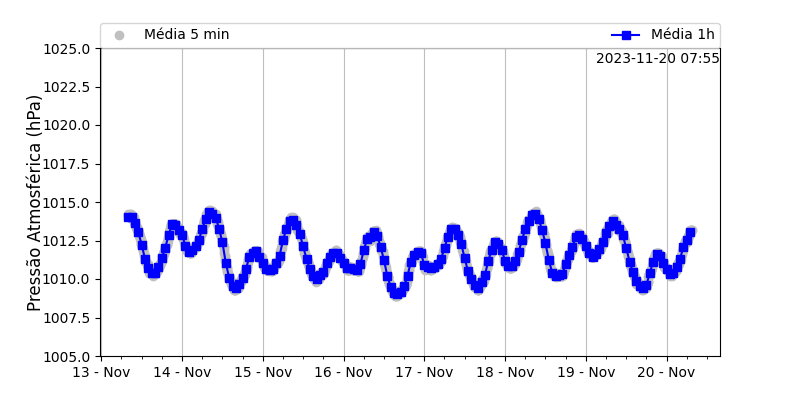 Média 5 min
Média 1h
2023-11-20 07:55
Pressão Atmosférica (hPa)
1025.0
1022.5
1020.0
1017.5
1015.0
1012.5
1010.0
1007.5
1005.0
13 - Nov
14 - Nov
15 - Nov
16 - Nov
17 - Nov
18 - Nov
19 - Nov
20 - Nov